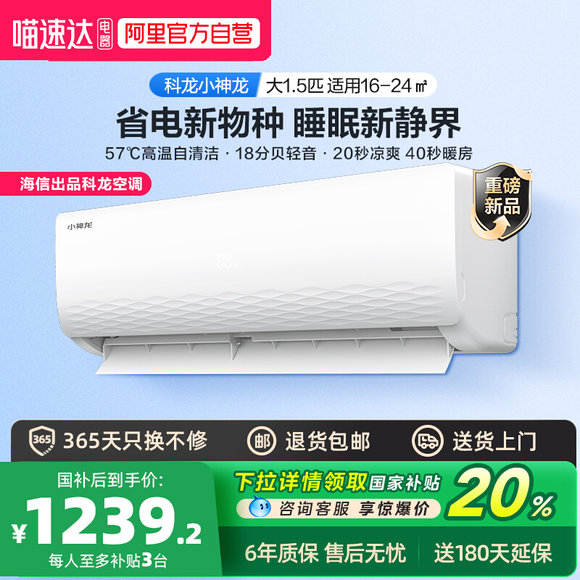 喵速达电器 阿里官方自营
科龙小神龙 大1.5匹 适用16-24㎡
省电新物种 睡眠新静界
57℃高温自清洁·18分贝轻音·20秒凉爽 40秒暖房
海信出品科龙空调
重磅
新品
小神龙
365 365天只换不修 邮 退货包邮 送货上门
国补后到手价:
¥1239.2
每人至多补贴3台
下拉详情领取国家补贴
咨询客服 享惊爆价
20%
6年质保 售后无忧 送180天延保